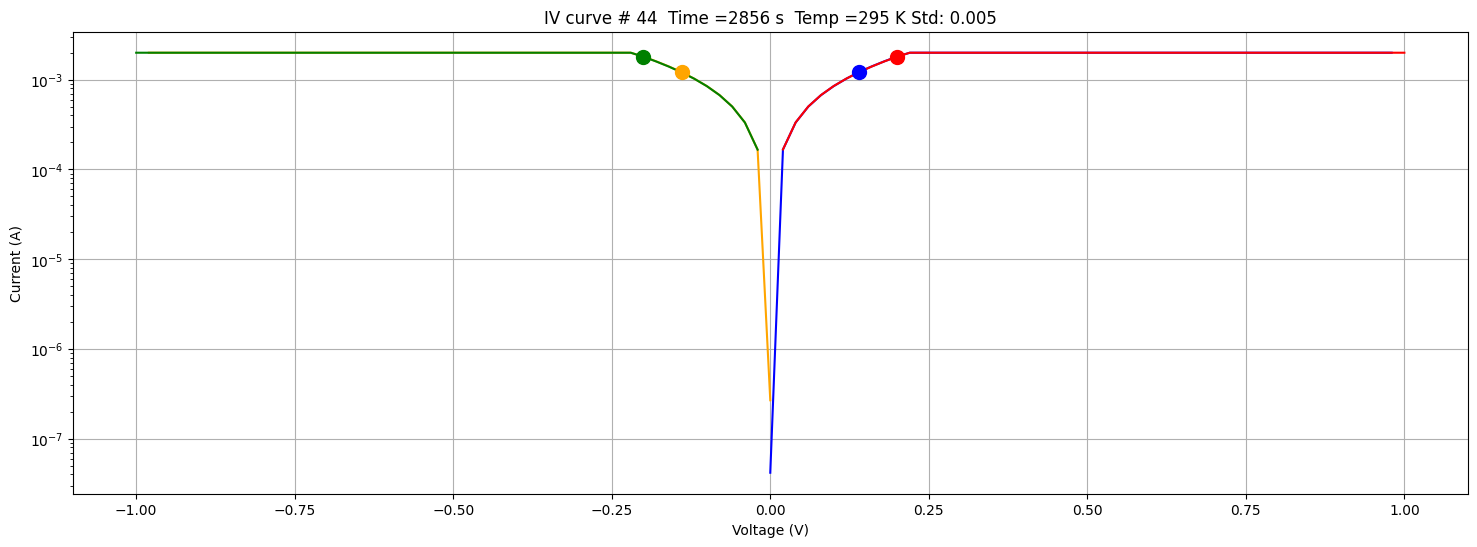 IV curve # 44  Time =2856 s  Temp =295 K Std: 0.005
Current (A)
10⁻³
10⁻⁴
10⁻⁵
10⁻⁶
10⁻⁷
−1.00 −0.75 −0.50 −0.25 0.00 0.25 0.50 0.75 1.00
Voltage (V)